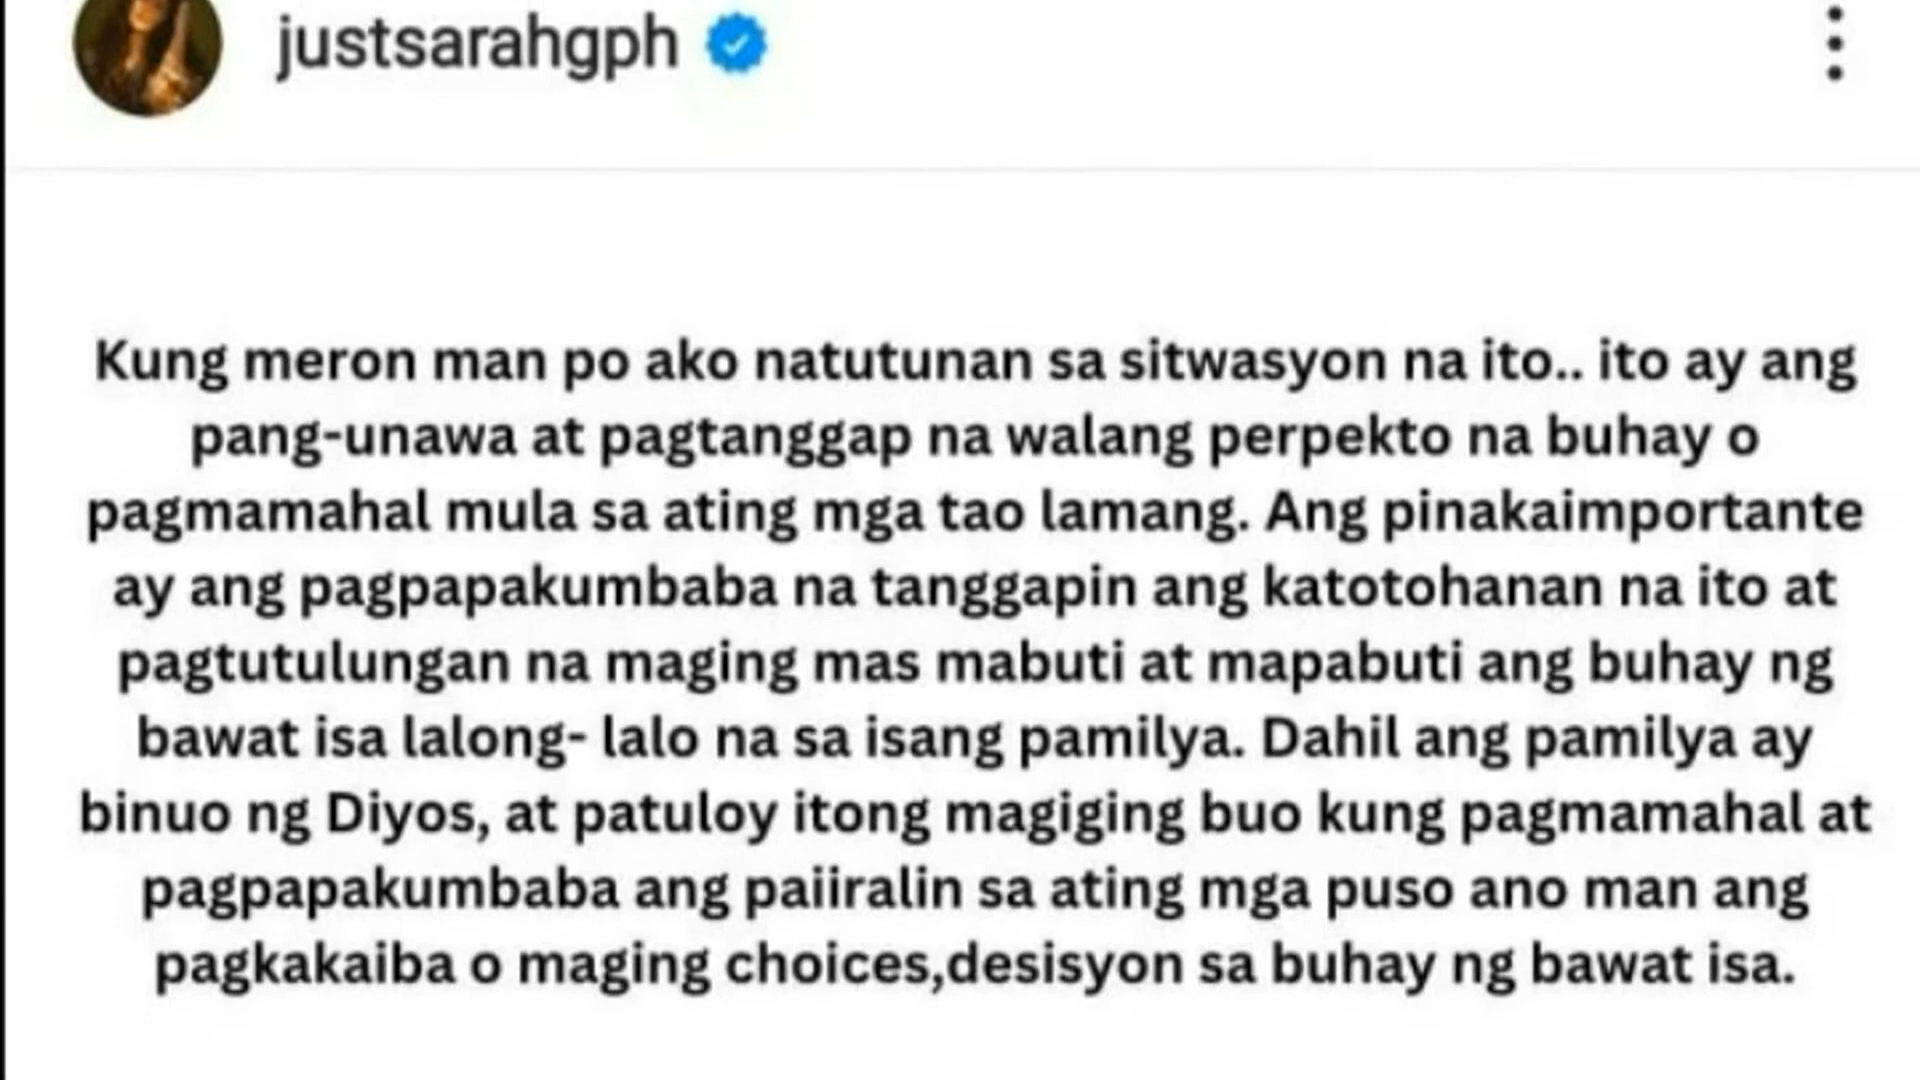 justsarahgph
Kung meron man po ako natutunan sa sitwasyon na ito.. ito ay ang
pang-unawa at pagtanggap na walang perpekto na buhay o
pagmamahal mula sa ating mga tao lamang. Ang pinakaimportante
ay ang pagpapakumbaba na tanggapin ang katotohanan na ito at
pagtutulungan na maging mas mabuti at mapabuti ang buhay ng
bawat isa lalong- lalo na sa isang pamilya. Dahil ang pamilya ay
binuo ng Diyos, at patuloy itong magiging buo kung pagmamahal at
pagpapakumbaba ang paiiralin sa ating mga puso ano man ang
pagkakaiba o maging choices,desisyon sa buhay ng bawat isa.